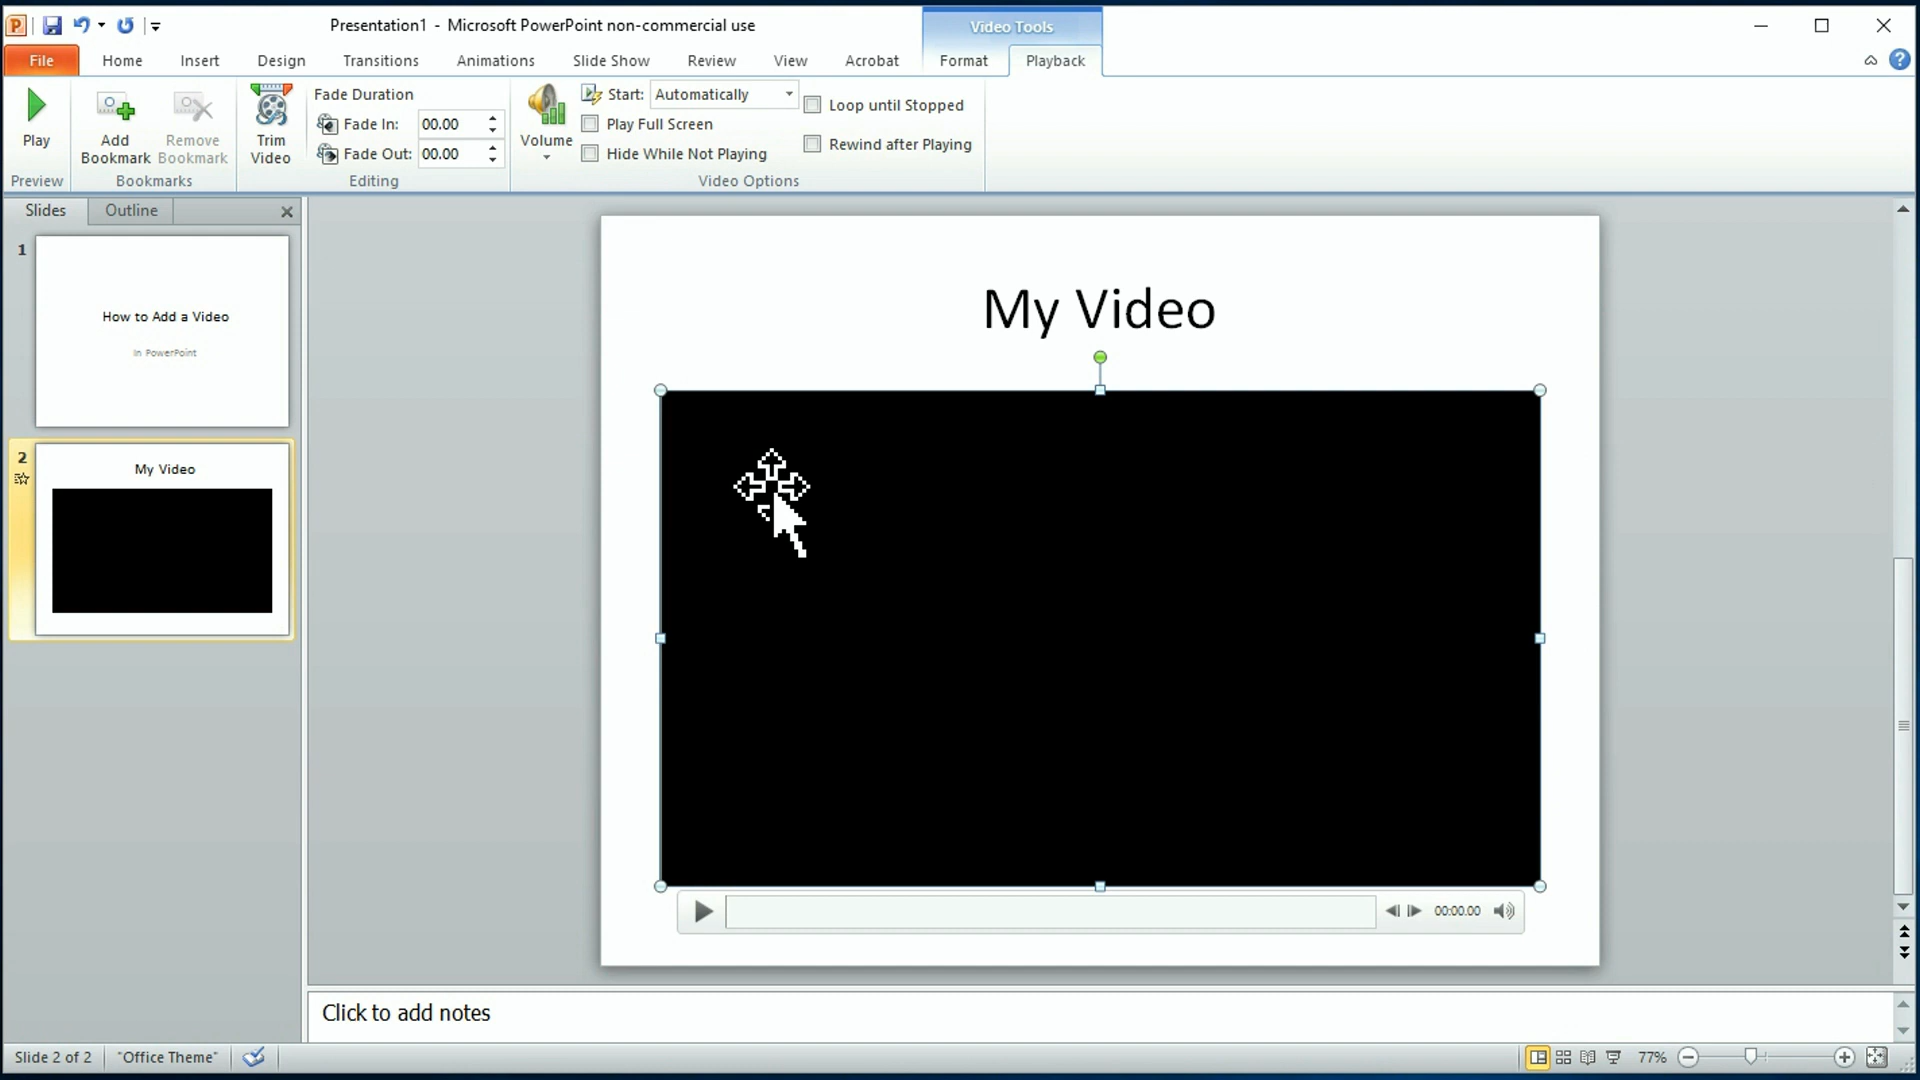 Presentation1 - Microsoft PowerPoint non-commercial use
Video Tools
File Home Insert Design Transitions Animations Slide Show Review View Acrobat Format Playback
Play
Preview
Add Bookmark
Remove Bookmark
Bookmarks
Trim Video
Fade Duration
Fade In: 00.00
Fade Out: 00.00
Editing
Volume
Start: Automatically
Play Full Screen
Hide While Not Playing
Loop until Stopped
Rewind after Playing
Video Options
Slides Outline
1
How to Add a Video
In PowerPoint
2
My Video
My Video
00:00.00
Click to add notes
Slide 2 of 2 "Office Theme" 77%